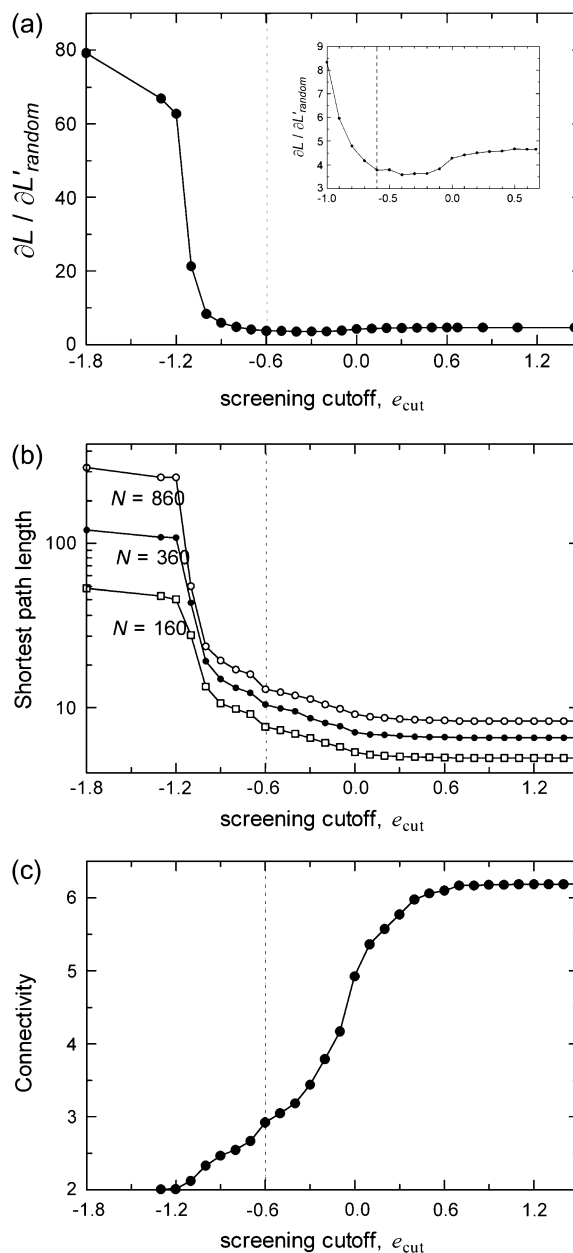 (a)
80
60
40
20
0
∂L / ∂L'random
9
8
7
6
5
4
3
∂L / ∂L'random
-1.0 -0.5 0.0 0.5
-1.8 -1.2 -0.6 0.0 0.6 1.2
screening cutoff, ecut
(b)
100
10
Shortest path length
N = 860
N = 360
N = 160
-1.8 -1.2 -0.6 0.0 0.6 1.2
screening cutoff, ecut
(c)
6
5
4
3
2
Connectivity
-1.8 -1.2 -0.6 0.0 0.6 1.2
screening cutoff, ecut